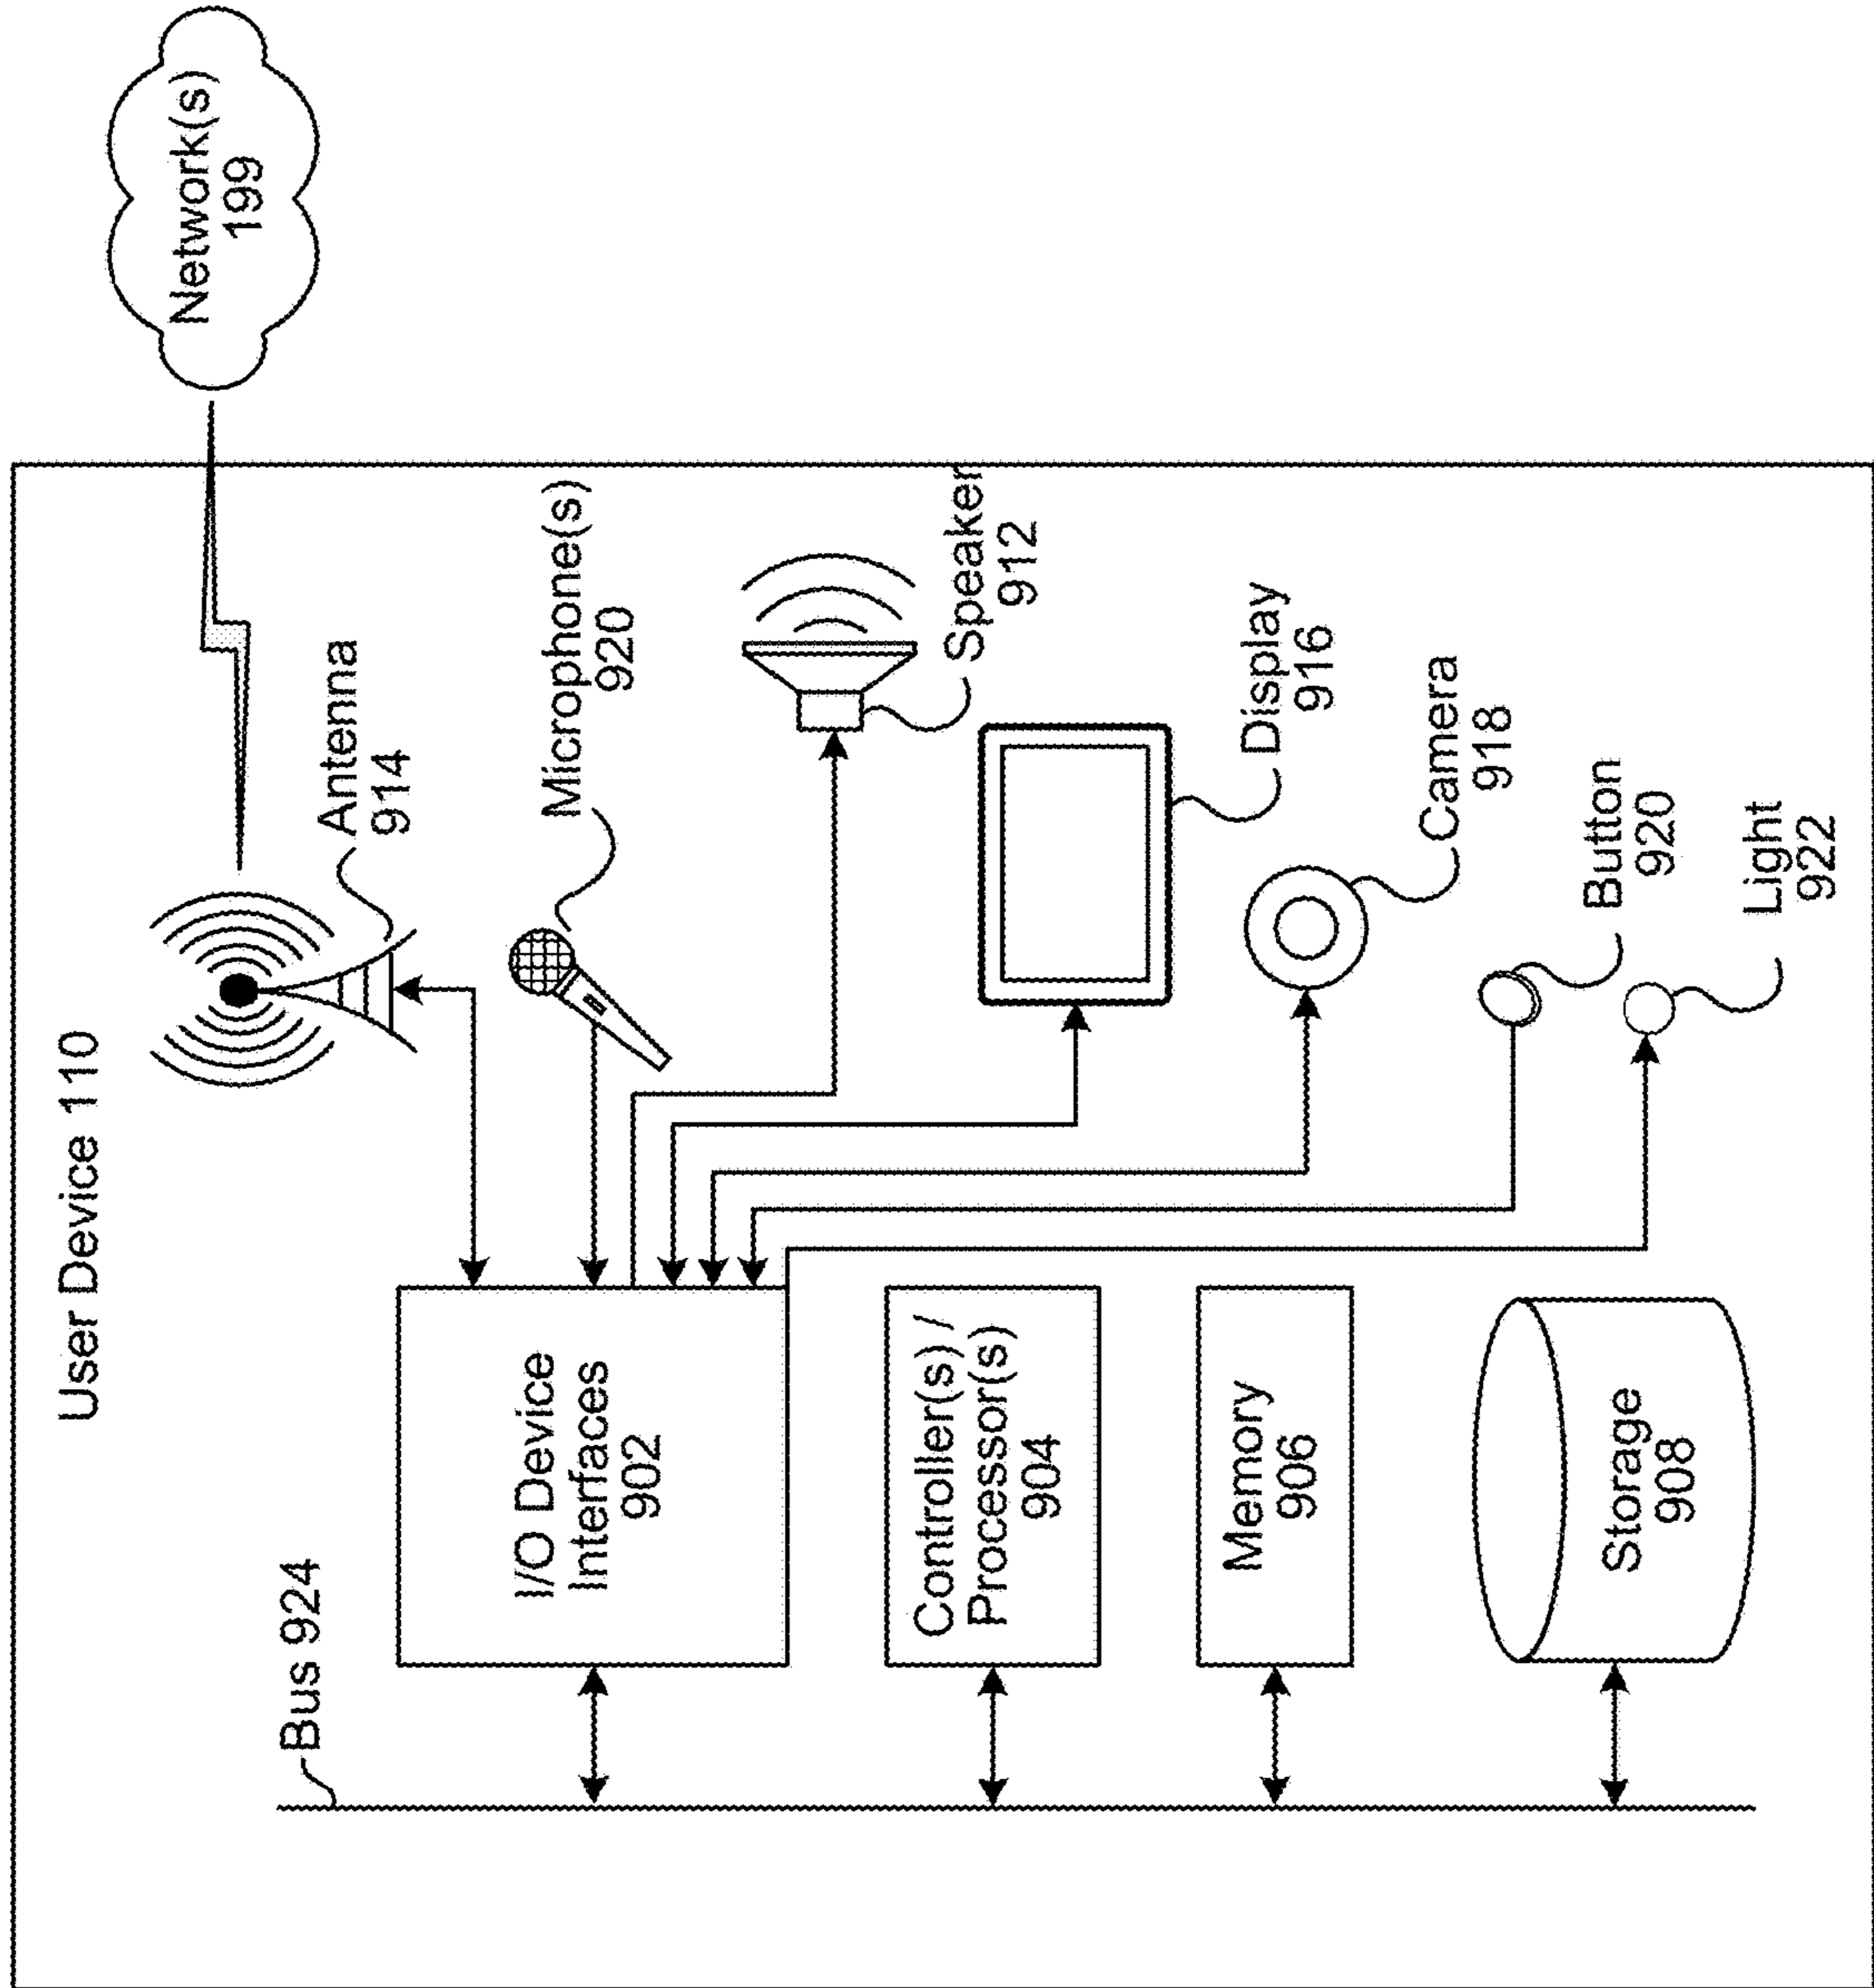 User Device 110
Network(s)
199
Bus 924
Antenna
914
I/O Device
Interfaces
902
Microphone(s)
920
Speaker
912
Controller(s) /
Processor(s)
904
Display
916
Memory
906
Camera
918
Storage
908
Button
920
Light
922